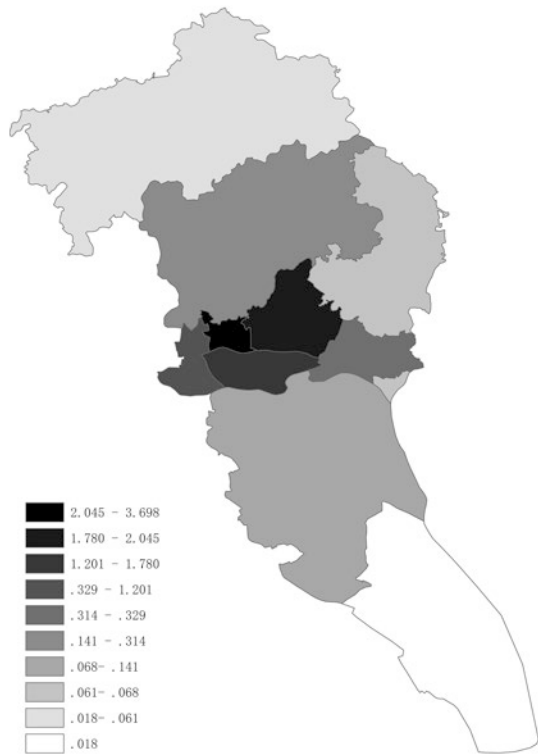 2.045 - 3.698
1.780 - 2.045
1.201 - 1.780
.329 - 1.201
.314 - .329
.141 - .314
.068- .141
.061- .068
.018- .061
.018